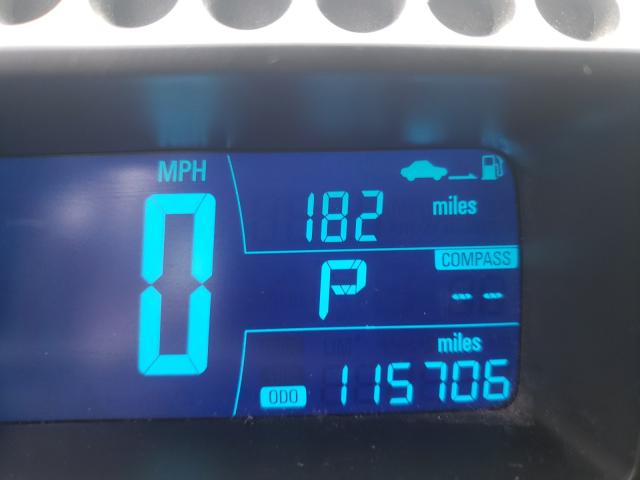 MPH
0
182 miles
P
COMPASS
-- --
miles
ODO 115706